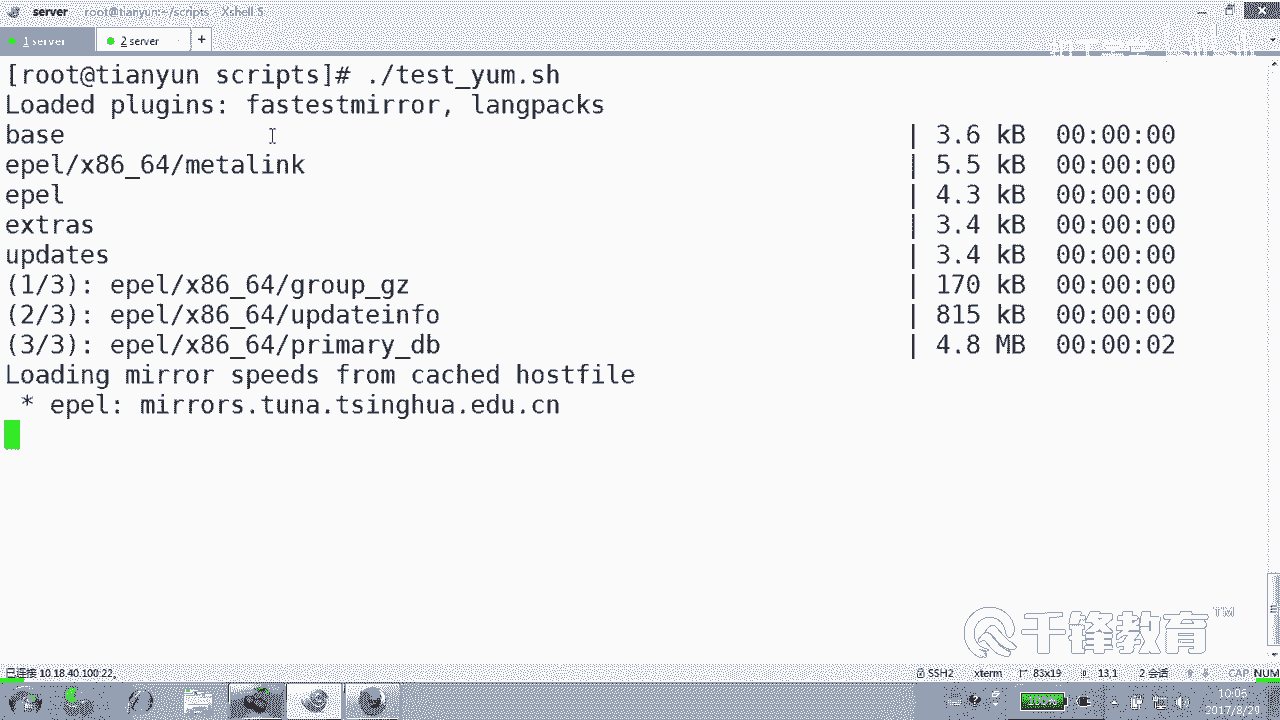 server root@tianyun:~/scripts - Xshell 5
1 server
2 server
+
[root@tianyun scripts]# ./test_yum.sh
Loaded plugins: fastestmirror, langpacks
base | 3.6 kB 00:00:00
epel/x86_64/metalink | 5.5 kB 00:00:00
epel | 4.3 kB 00:00:00
extras | 3.4 kB 00:00:00
updates | 3.4 kB 00:00:00
(1/3): epel/x86_64/group_gz | 170 kB 00:00:00
(2/3): epel/x86_64/updateinfo | 815 kB 00:00:00
(3/3): epel/x86_64/primary_db | 4.8 MB 00:00:02
Loading mirror speeds from cached hostfile
* epel: mirrors.tuna.tsinghua.edu.cn
千锋教育™
已连接 10.18.40.100:22。 SSH2 xterm 83x19 13,1 2 会话 CAP NUM
100%
10:06
2017/8/29